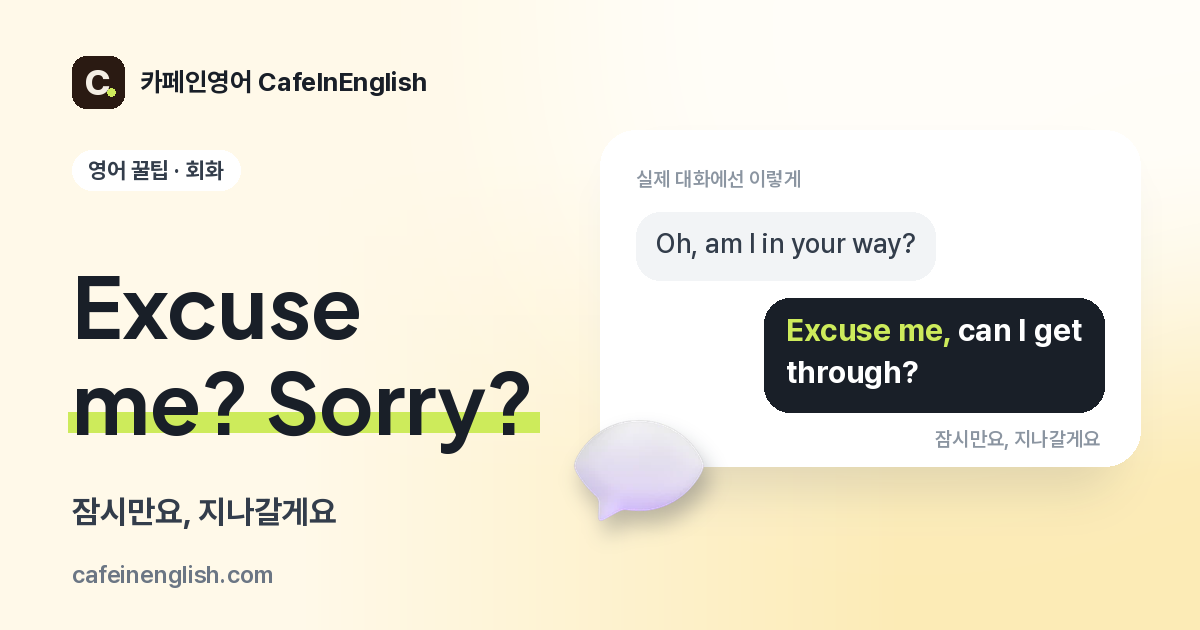 C
카페인영어 CafeInEnglish
영어 꿀팁 · 회화
Excuse
me? Sorry?
잠시만요, 지나갈게요
cafeinenglish.com
실제 대화에선 이렇게
Oh, am I in your way?
Excuse me, can I get
through?
잠시만요, 지나갈게요